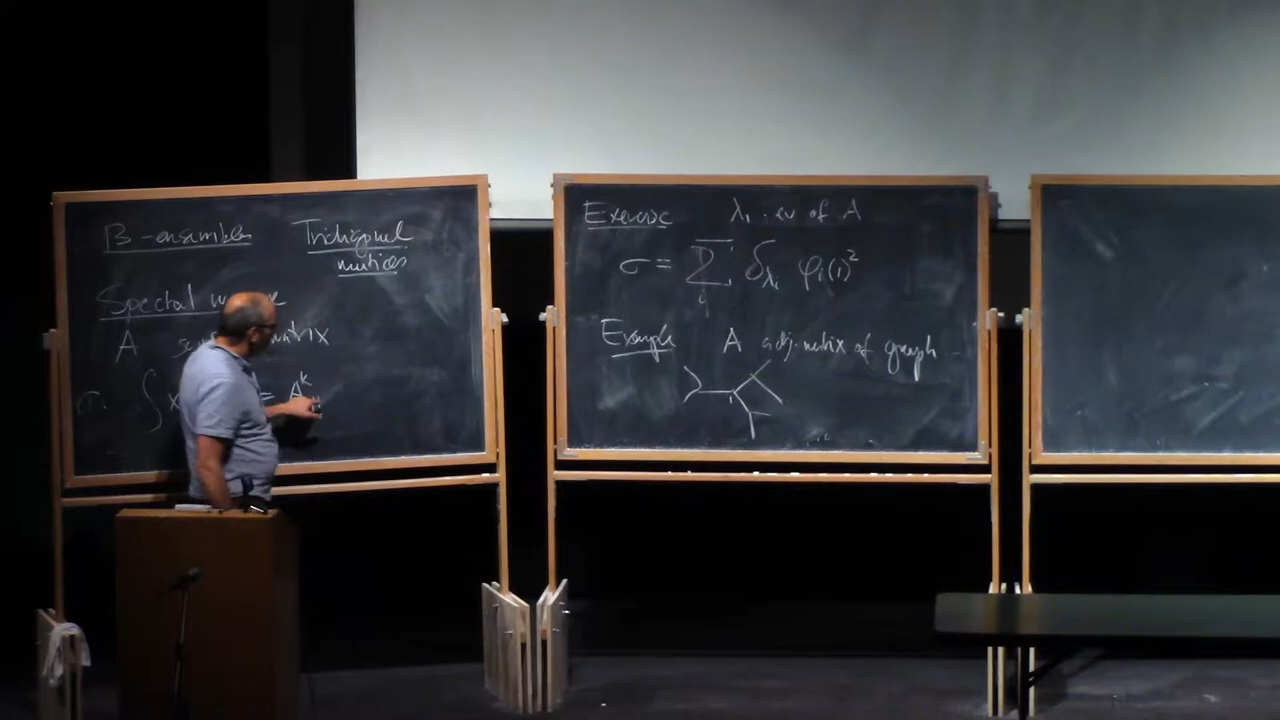 β-ensembles
Tridiagonal
matrices
Spectral
A matrix
σ. ∫ x = A^k
Exercise λ_i . ev of A
σ = Σ_i δ_{λ_i} φ_i(1)^2
Example A adj. matrix of graph